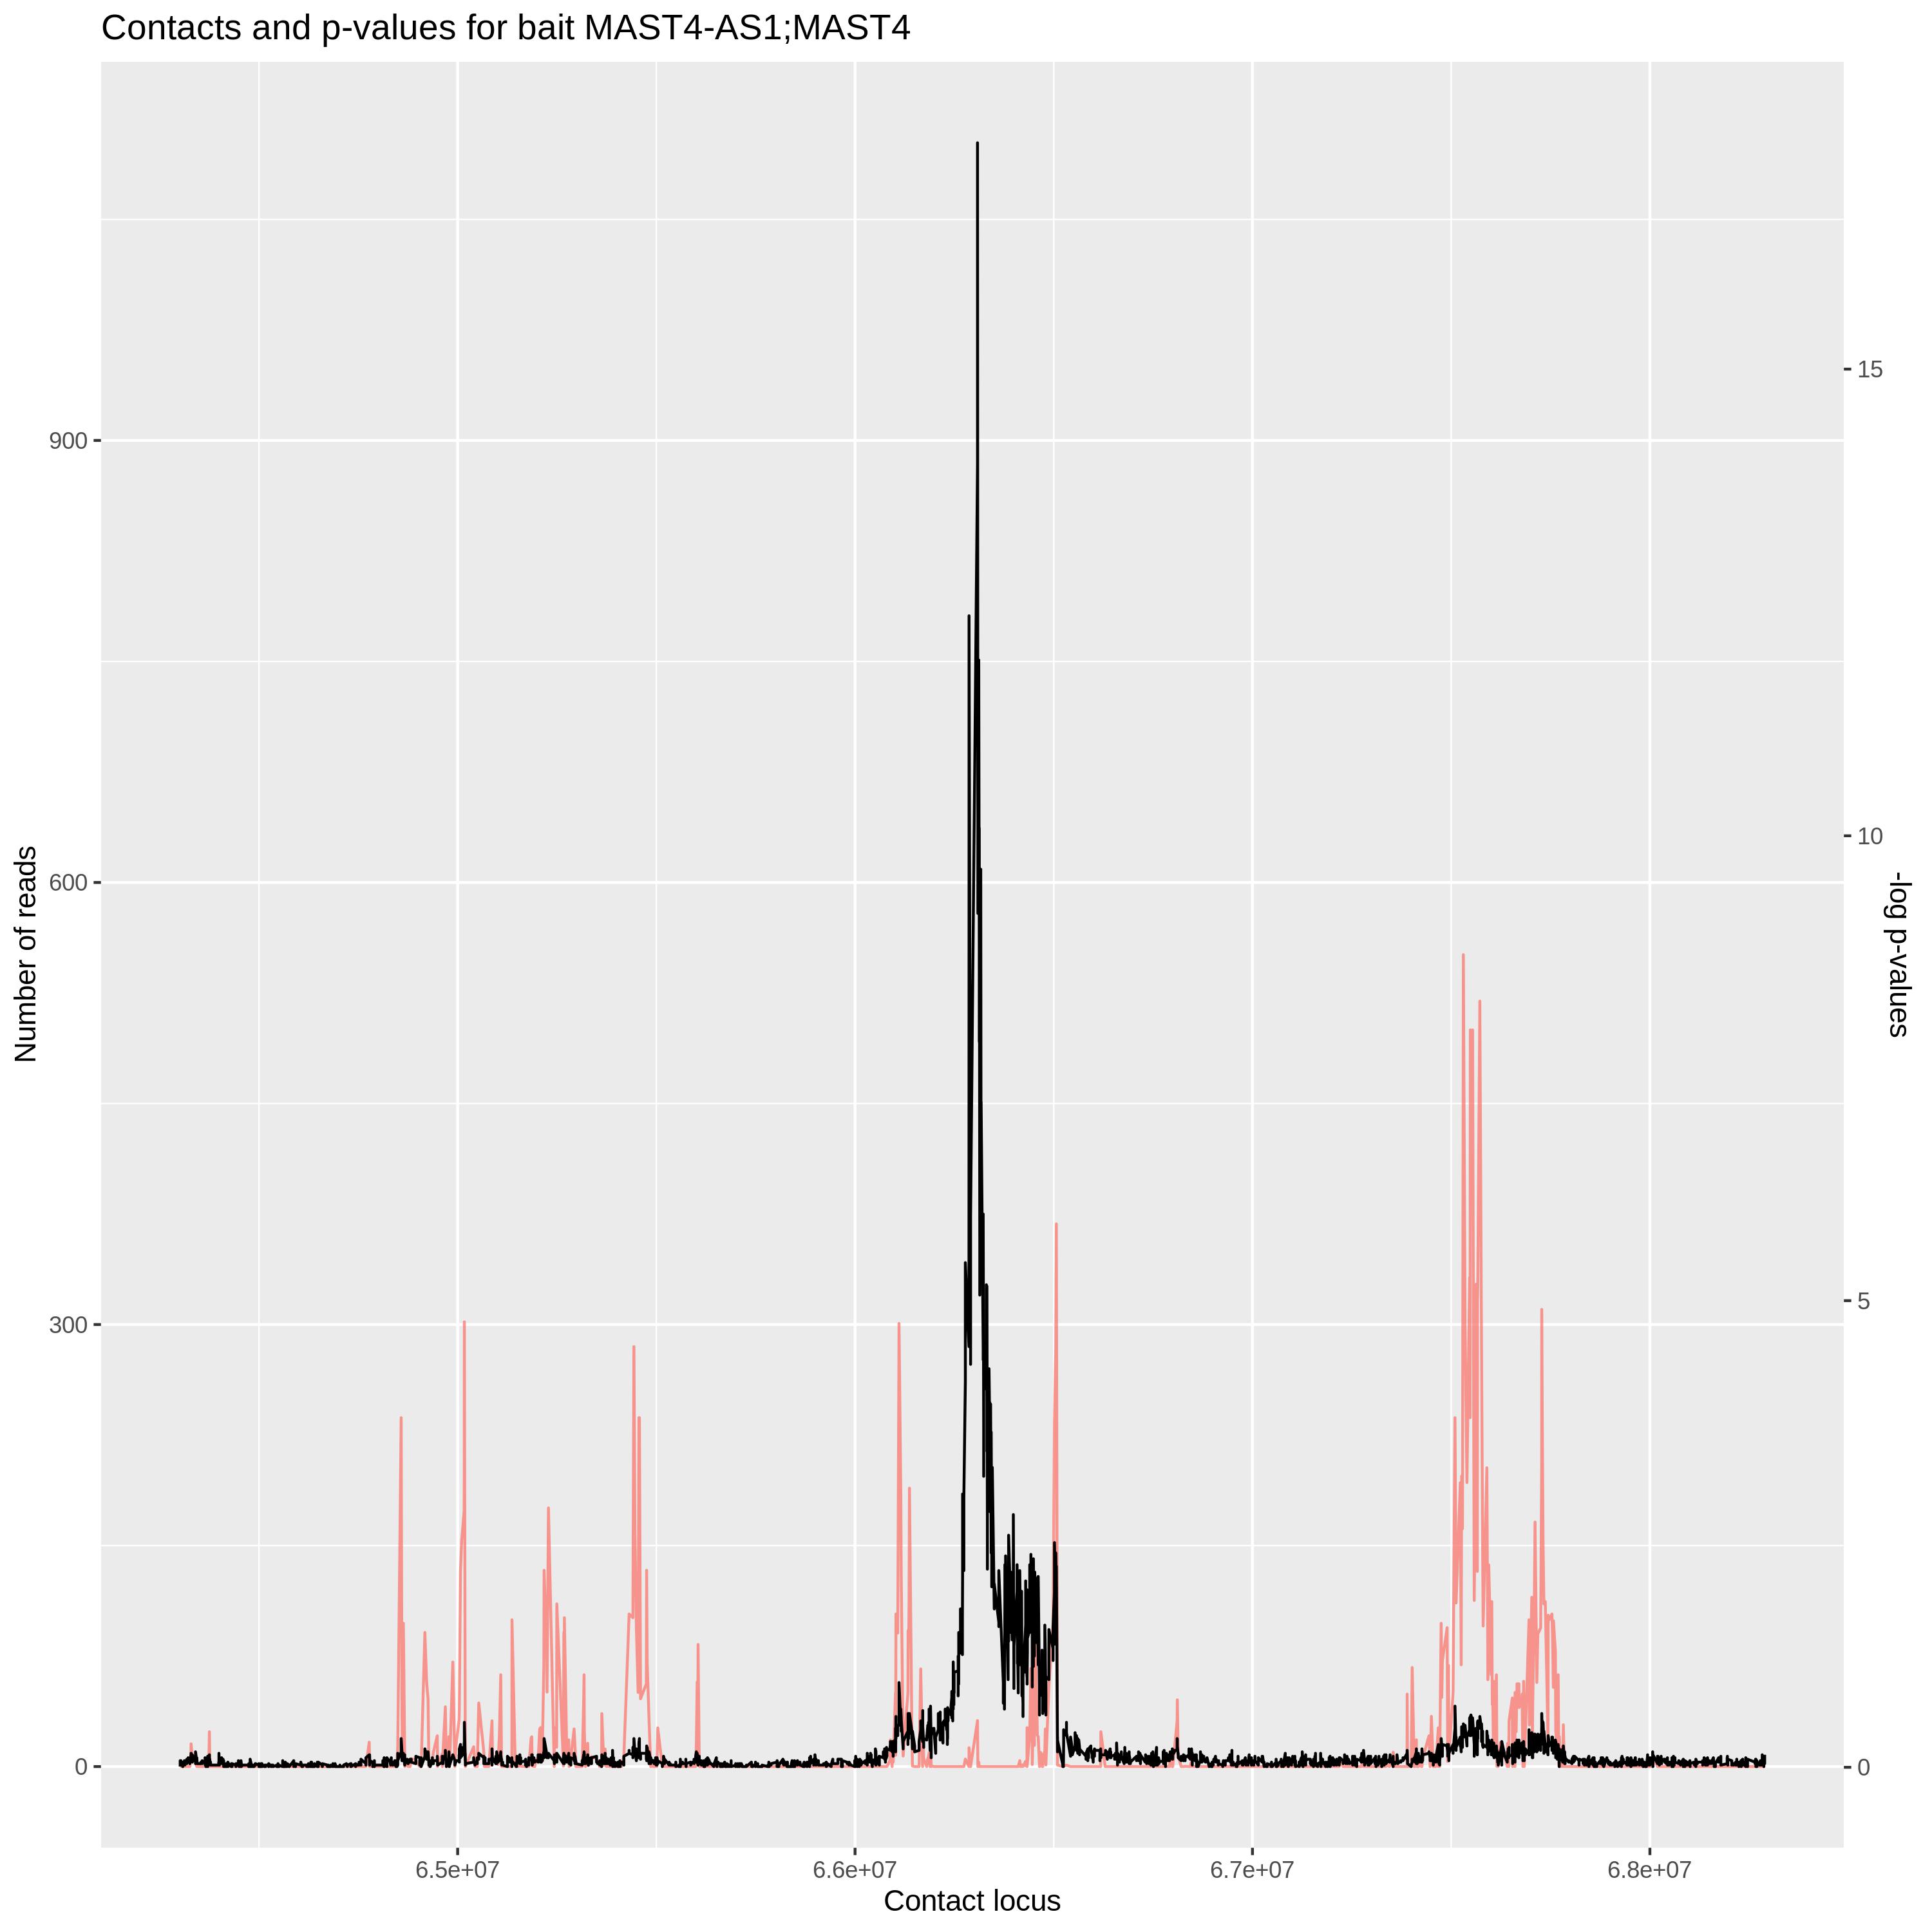 Contacts and p-values for bait MAST4-AS1;MAST4
Number of reads
900
600
300
0
15
10
5
0
-log p-values
6.5e+07
6.6e+07
6.7e+07
6.8e+07
Contact locus